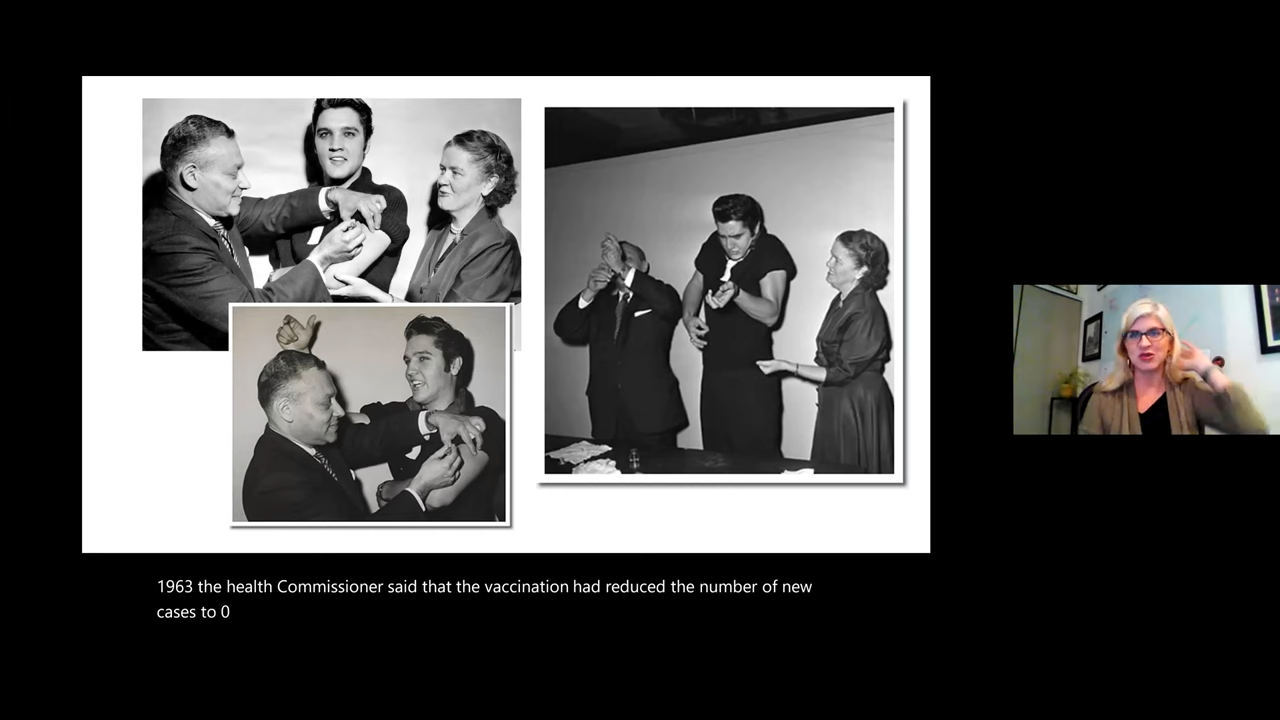 1963 the health Commissioner said that the vaccination had reduced the number of new
cases to 0